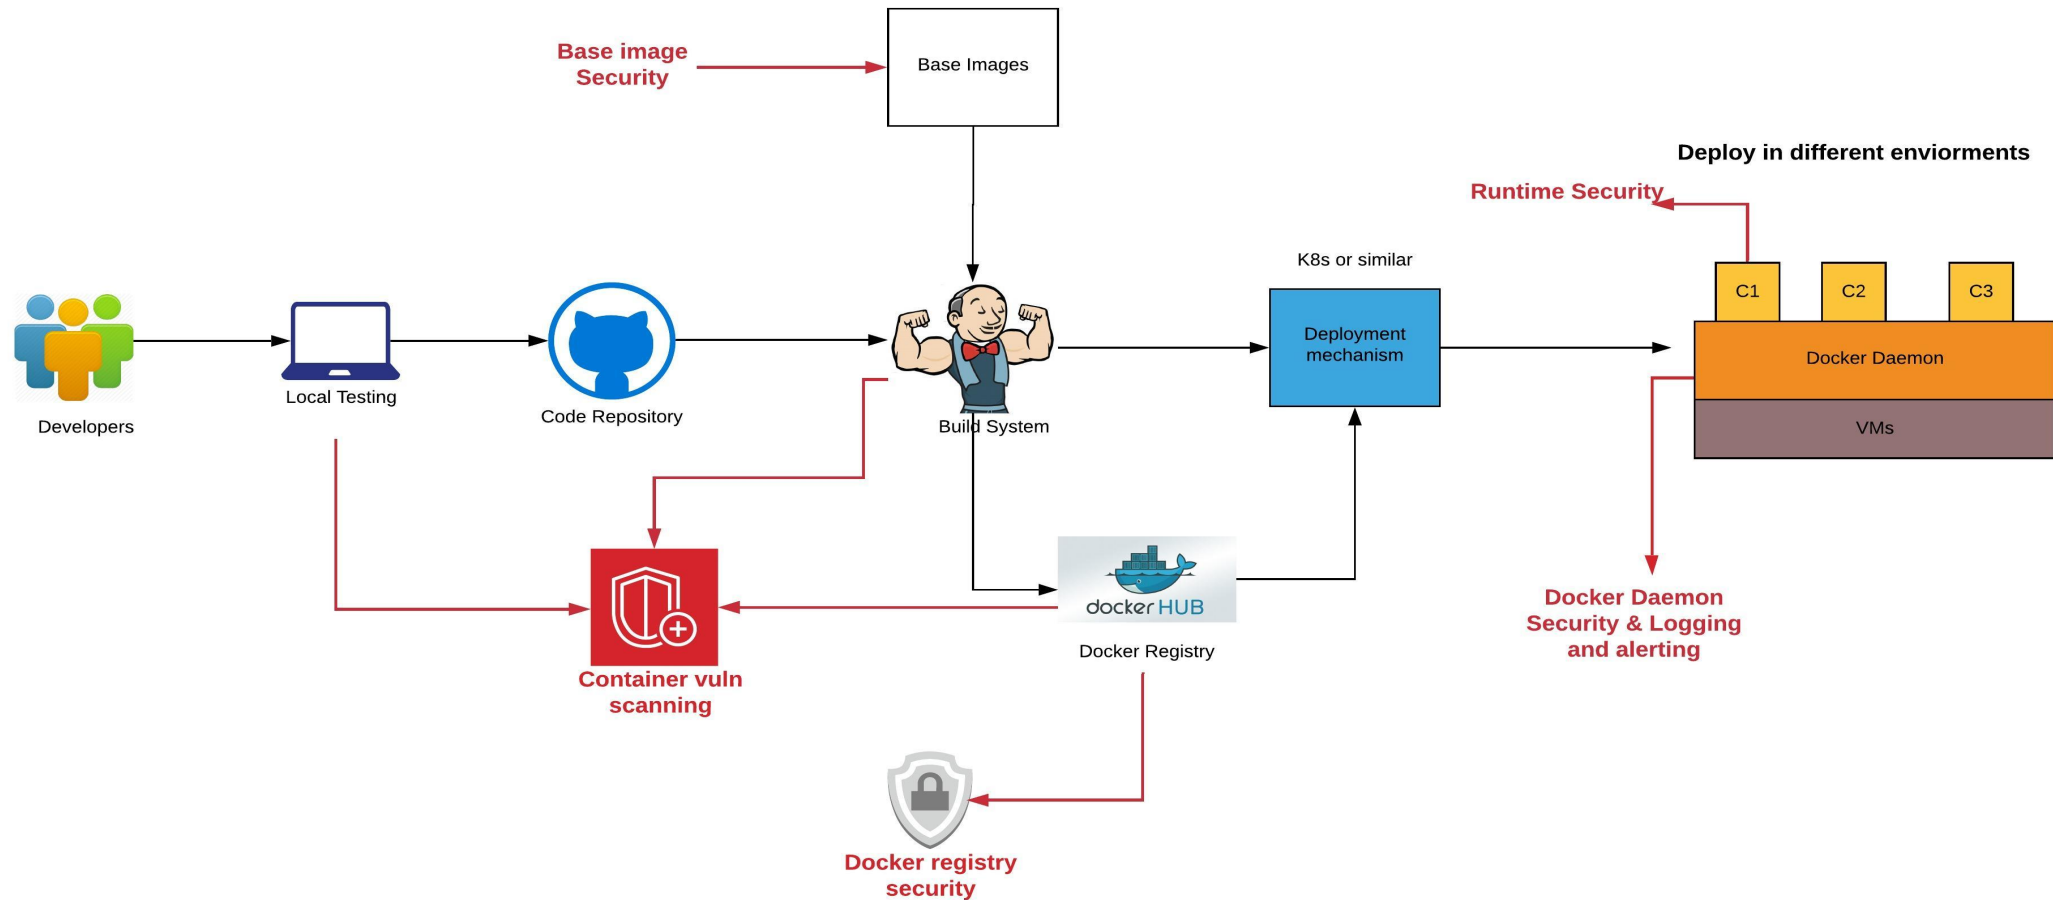 Base image
Security
Base Images
Deploy in different enviorments
Runtime Security
K8s or similar
C1
C2
C3
Deployment
mechanism
Docker Daemon
VMs
Developers
Local Testing
Code Repository
Build System
docker HUB
Docker Registry
Container vuln
scanning
Docker Daemon
Security & Logging
and alerting
Docker registry
security